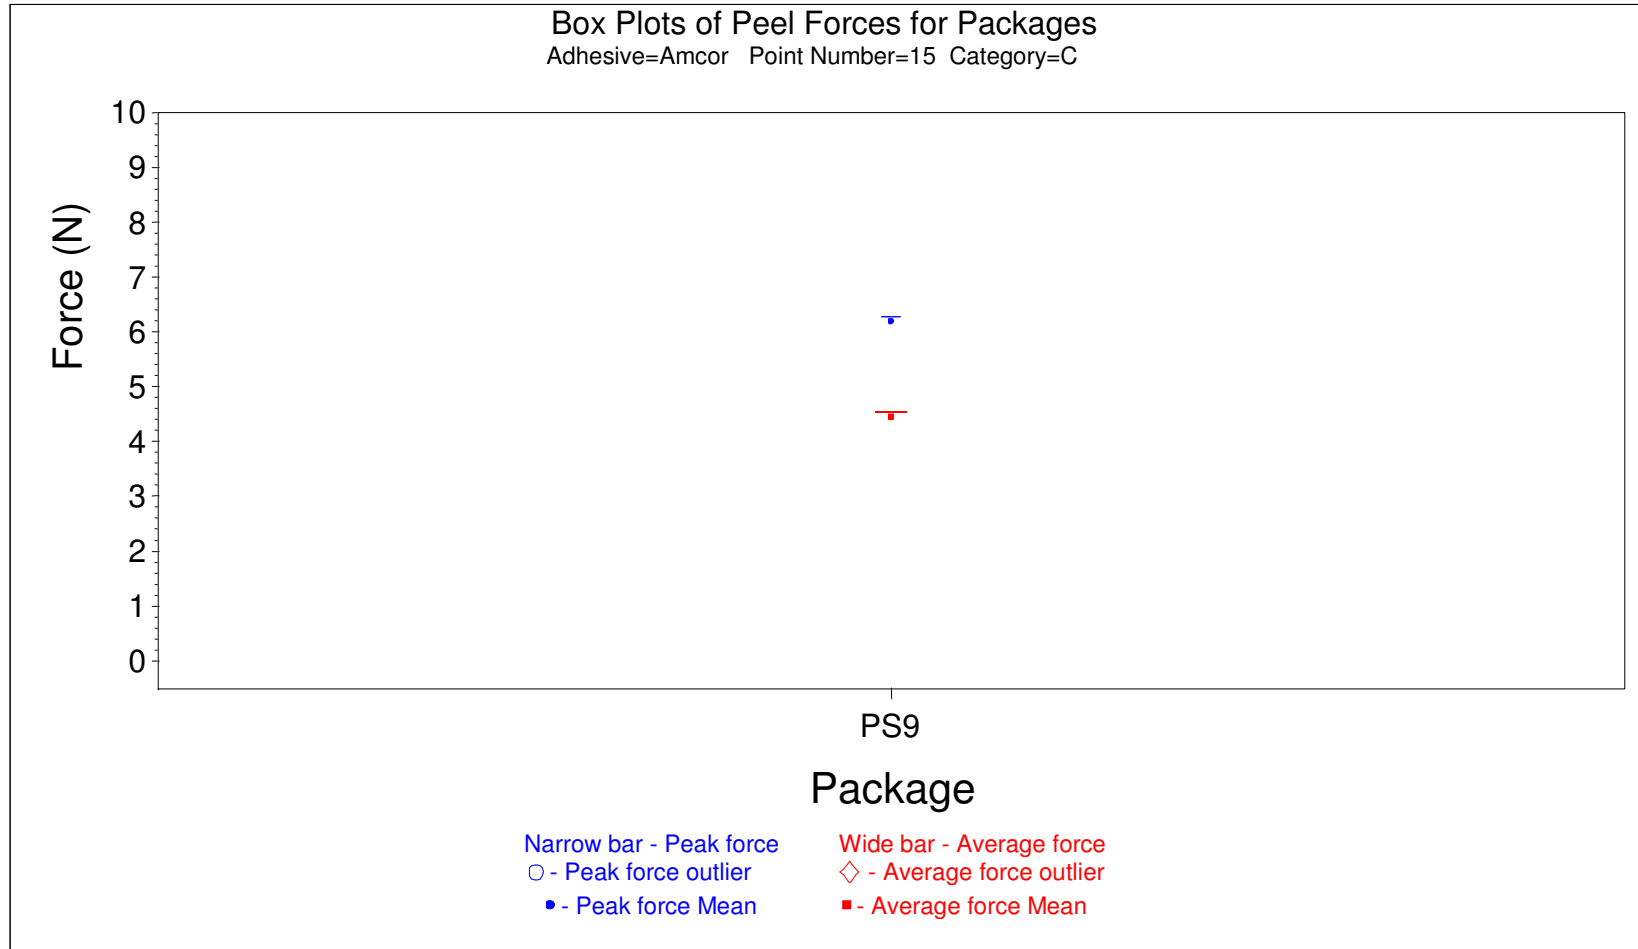 Box Plots of Peel Forces for Packages
Adhesive=Amcor Point Number=15 Category=C
Force (N)
10
9
8
7
6
5
4
3
2
1
0
PS9
Package
Narrow bar - Peak force
Wide bar - Average force
- Peak force outlier
- Average force outlier
- Peak force Mean
- Average force Mean